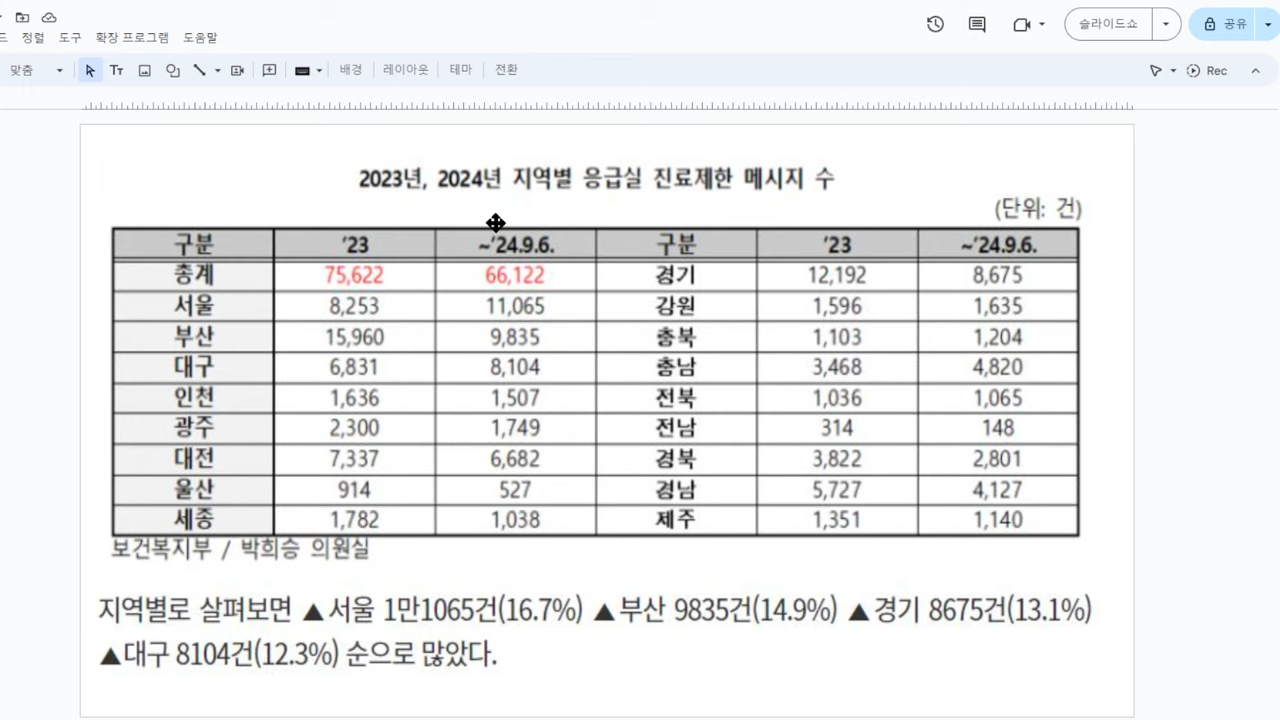 정렬 도구 확장 프로그램 도움말
슬라이드쇼
공유
맞춤
Tт
배경 레이아웃 테마 전환
Rec
2023년, 2024년 지역별 응급실 진료제한 메시지 수
(단위: 건)
구분 ’23 ~’24.9.6. 구분 ’23 ~’24.9.6.
총계 75,622 66,122 경기 12,192 8,675
서울 8,253 11,065 강원 1,596 1,635
부산 15,960 9,835 충북 1,103 1,204
대구 6,831 8,104 충남 3,468 4,820
인천 1,636 1,507 전북 1,036 1,065
광주 2,300 1,749 전남 314 148
대전 7,337 6,682 경북 3,822 2,801
울산 914 527 경남 5,727 4,127
세종 1,782 1,038 제주 1,351 1,140
보건복지부 / 박희승 의원실
지역별로 살펴보면 ▲서울 1만1065건(16.7%) ▲부산 9835건(14.9%) ▲경기 8675건(13.1%)
▲대구 8104건(12.3%) 순으로 많았다.